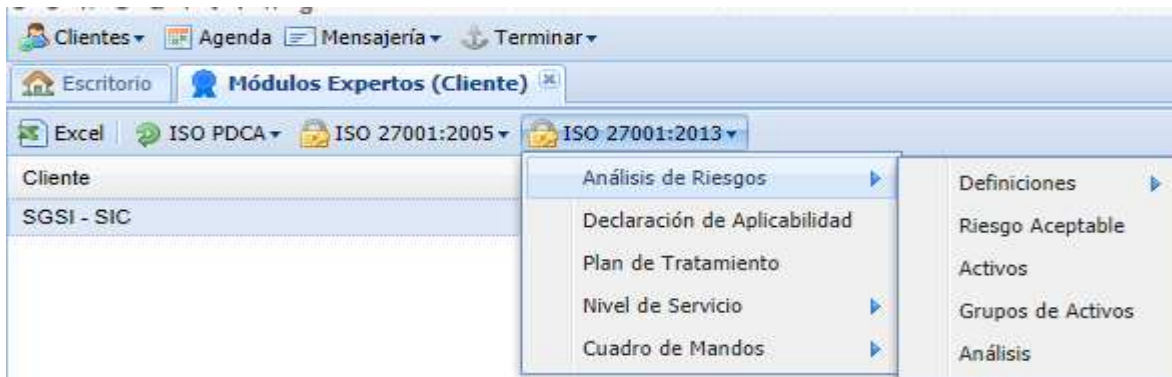 Clientes Agenda Mensajería Terminar
Escritorio Módulos Expertos (Cliente)
Excel ISO PDCA ISO 27001:2005 ISO 27001:2013
Cliente
SGSI - SIC
Análisis de Riesgos
Declaración de Aplicabilidad
Plan de Tratamiento
Nivel de Servicio
Cuadro de Mandos
Definiciones
Riesgo Aceptable
Activos
Grupos de Activos
Análisis